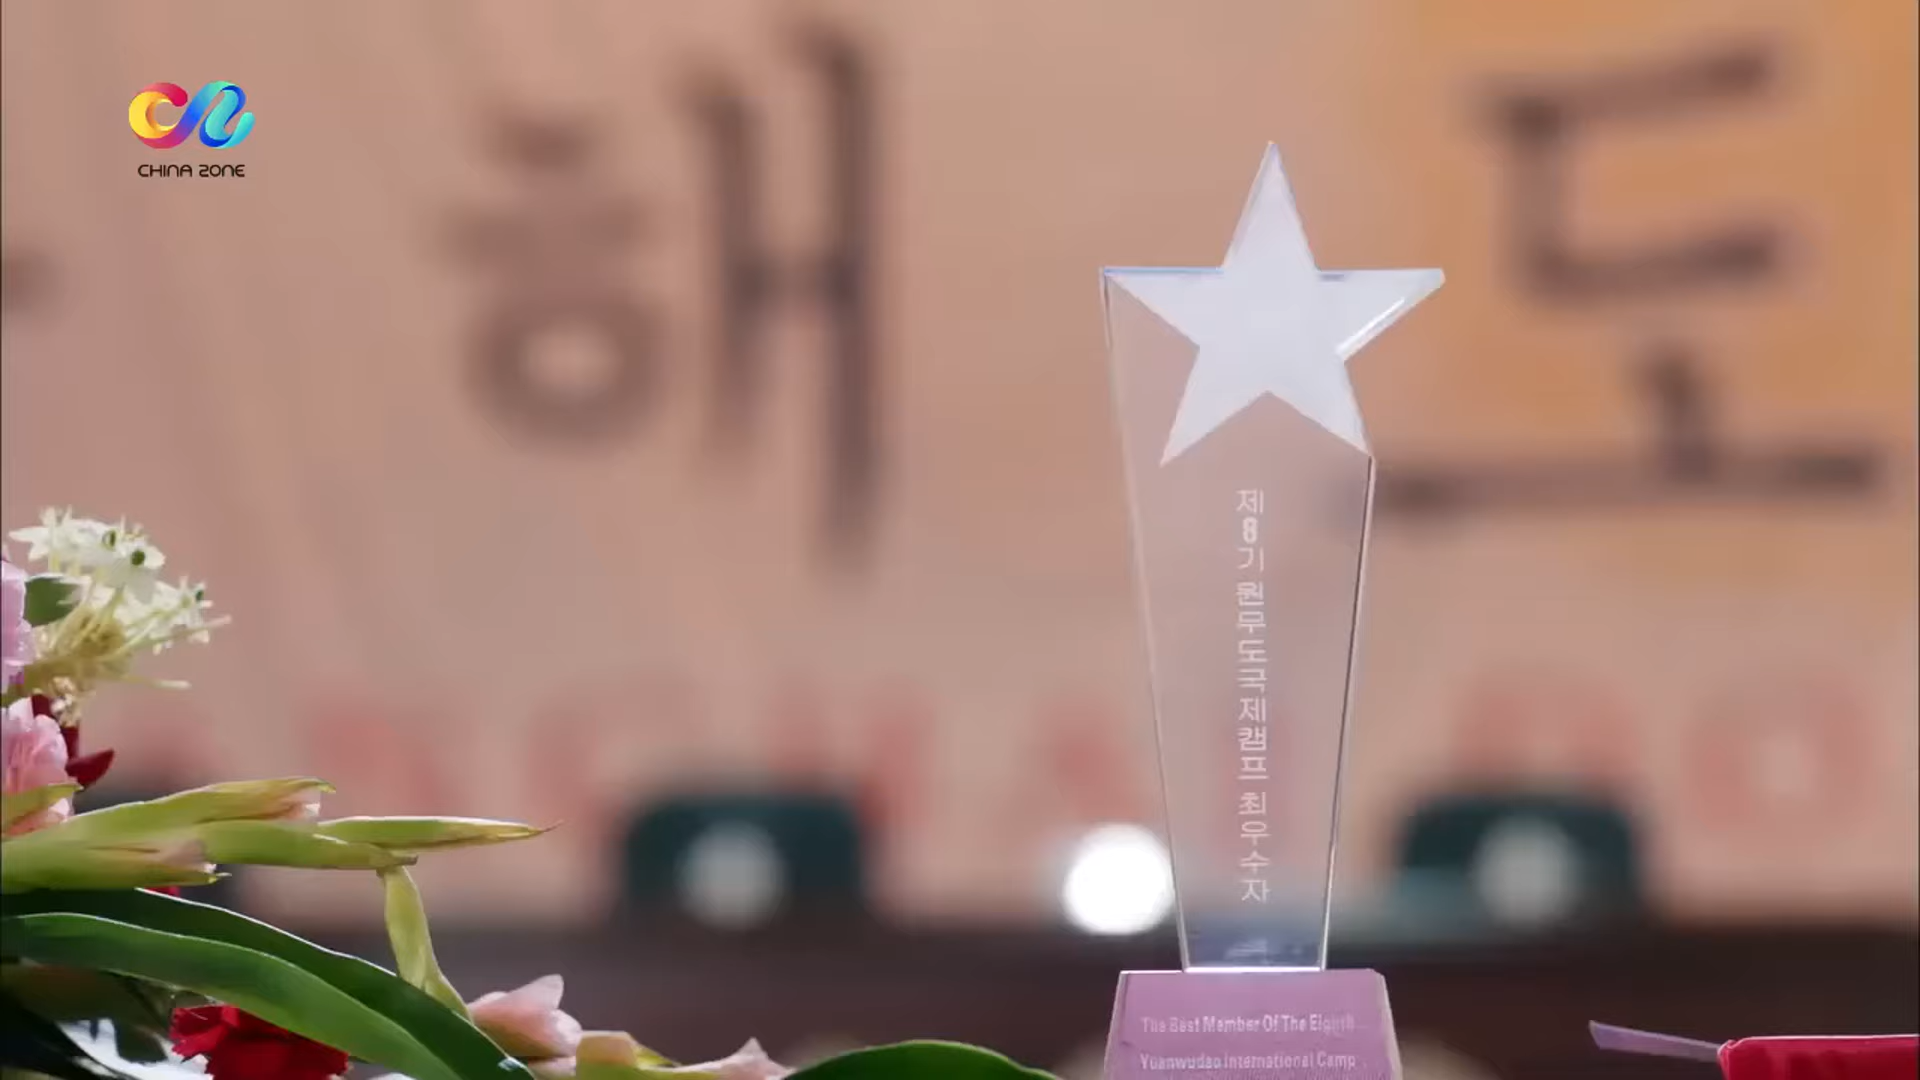 CHINA ZONE
해 도
제8기 원무도국제캠프 최우수자
The Best Member Of The Eighth
Yuanwudao International Camp